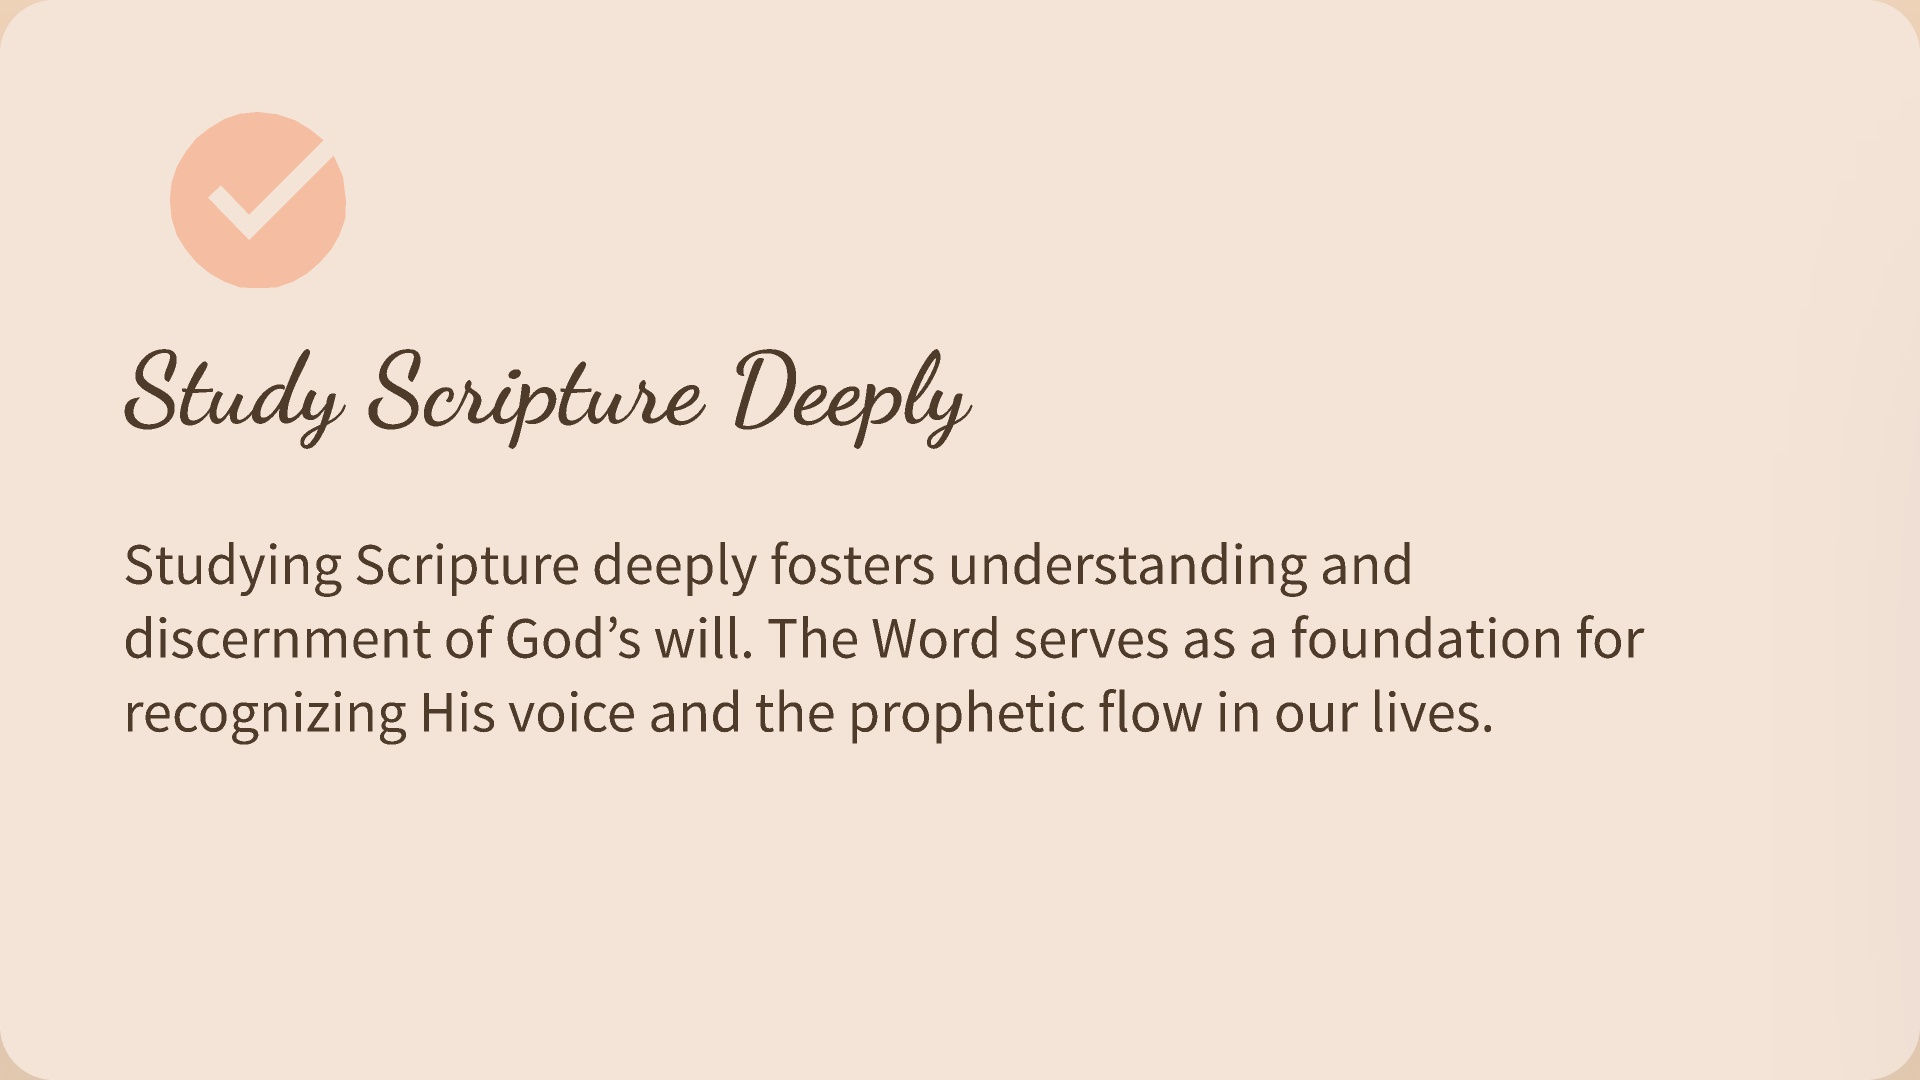 Study Scripture Deeply
Studying Scripture deeply fosters understanding and
discernment of God’s will. The Word serves as a foundation for
recognizing His voice and the prophetic flow in our lives.